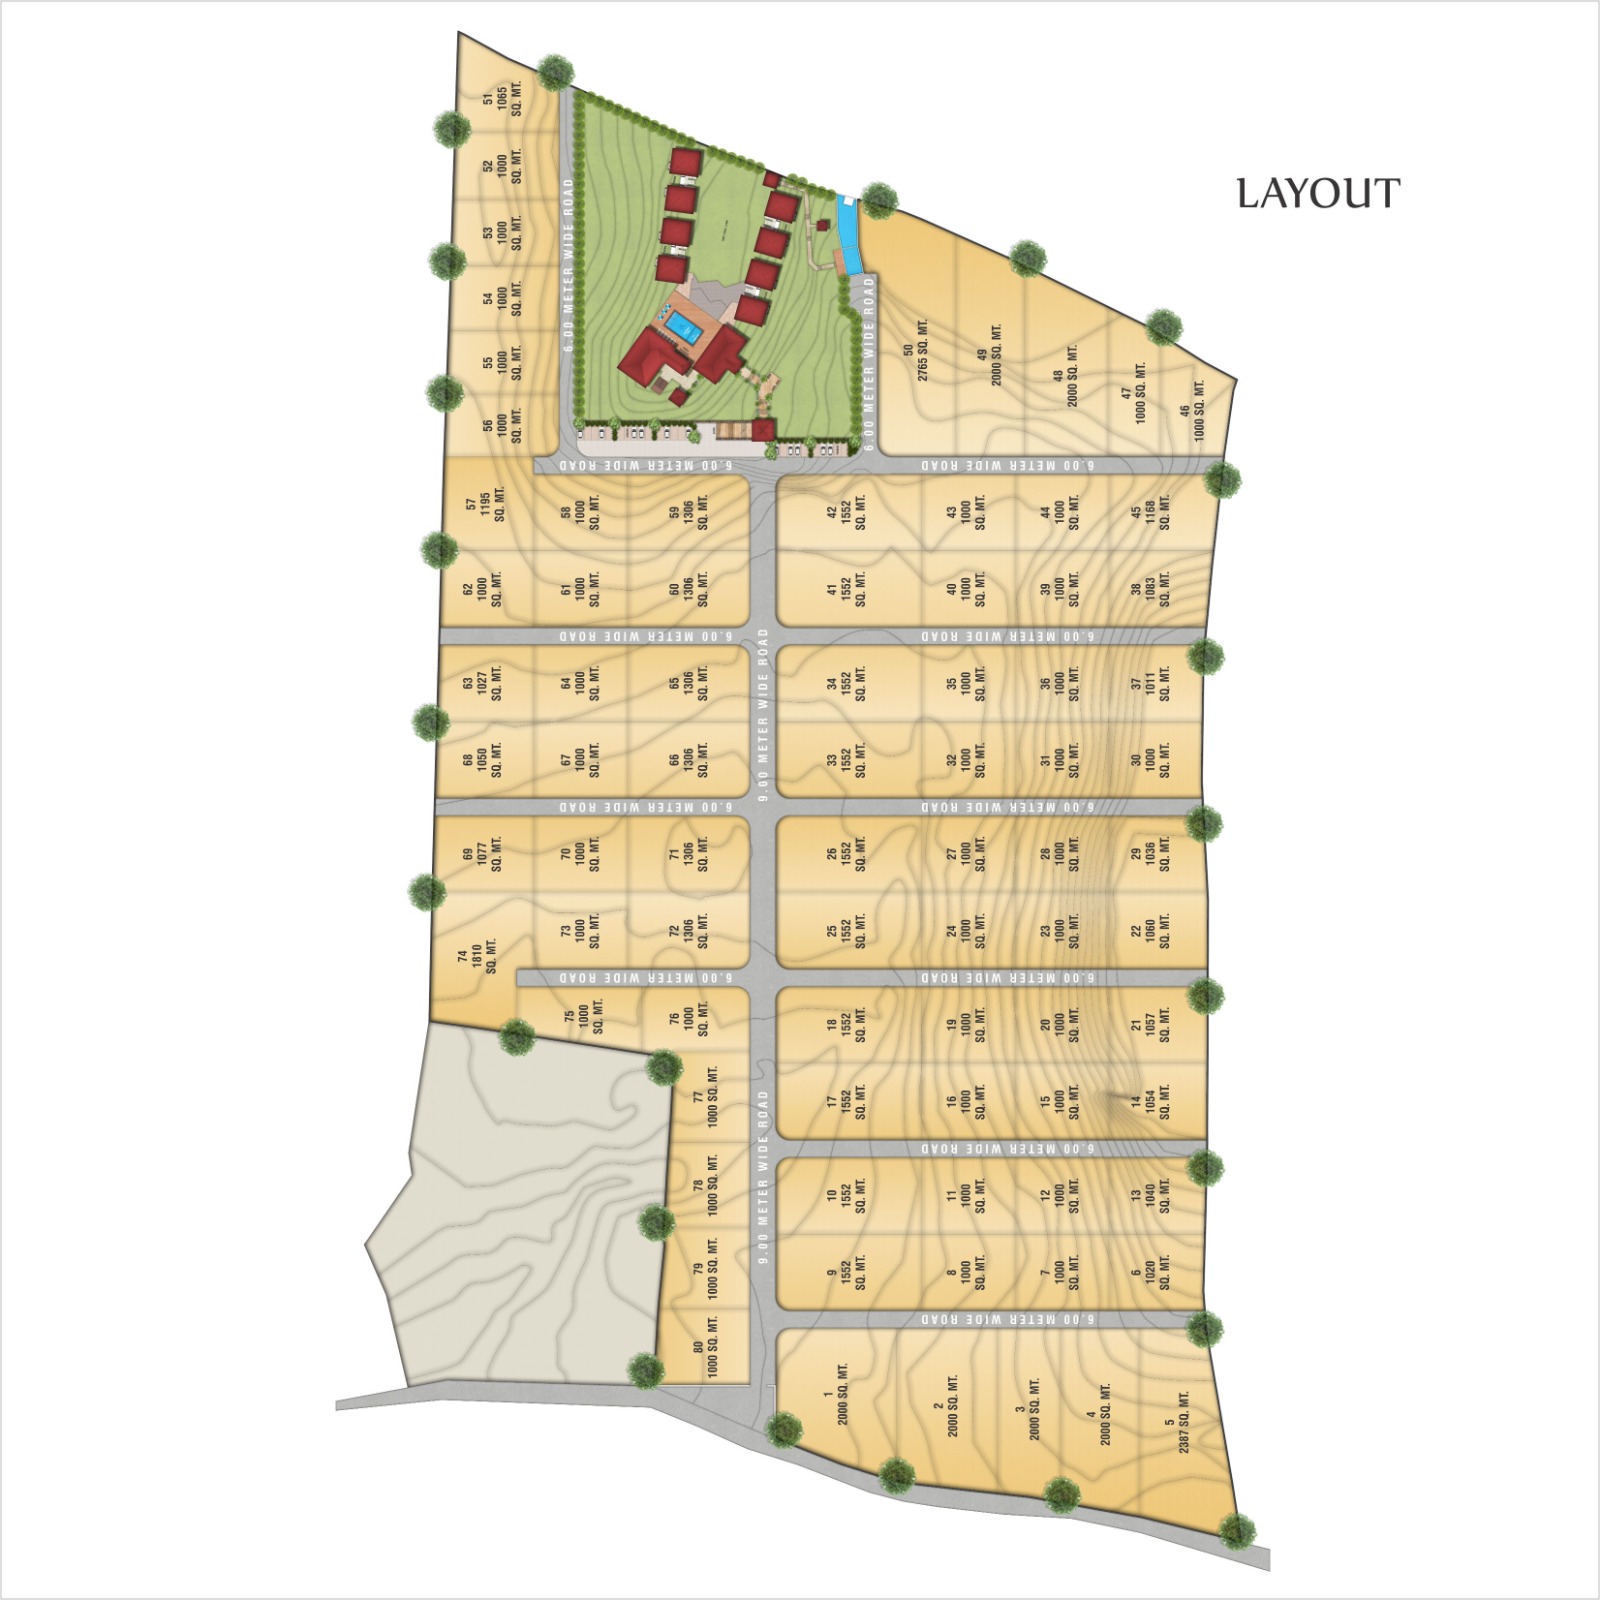 LAYOUT
51
1065
SQ. MT.
52
1000
SQ. MT.
53
1000
SQ. MT.
54
1000
SQ. MT.
55
1000
SQ. MT.
56
1000
SQ. MT.
6.00 METER WIDE ROAD
6.00 METER WIDE ROAD
50
2765 SQ. MT.
49
2000 SQ. MT.
48
2000 SQ. MT.
47
1000 SQ. MT.
46
1000 SQ. MT.
6.00 METER WIDE ROAD
6.00 METER WIDE ROAD
57
1195
SQ. MT.
58
1000
SQ. MT.
59
1306
SQ. MT.
42
1552
SQ. MT.
43
1000
SQ. MT.
44
1000
SQ. MT.
45
1168
SQ. MT.
62
1000
SQ. MT.
61
1000
SQ. MT.
60
1306
SQ. MT.
41
1552
SQ. MT.
40
1000
SQ. MT.
39
1000
SQ. MT.
38
1083
SQ. MT.
6.00 METER WIDE ROAD
6.00 METER WIDE ROAD
9.00 METER WIDE ROAD
63
1027
SQ. MT.
64
1000
SQ. MT.
65
1306
SQ. MT.
34
1552
SQ. MT.
35
1000
SQ. MT.
36
1000
SQ. MT.
37
1011
SQ. MT.
68
1050
SQ. MT.
67
1000
SQ. MT.
66
1306
SQ. MT.
33
1552
SQ. MT.
32
1000
SQ. MT.
31
1000
SQ. MT.
30
1000
SQ. MT.
6.00 METER WIDE ROAD
6.00 METER WIDE ROAD
69
1077
SQ. MT.
70
1000
SQ. MT.
71
1306
SQ. MT.
26
1552
SQ. MT.
27
1000
SQ. MT.
28
1000
SQ. MT.
29
1036
SQ. MT.
74
1810
SQ. MT.
73
1000
SQ. MT.
72
1306
SQ. MT.
25
1552
SQ. MT.
24
1000
SQ. MT.
23
1000
SQ. MT.
22
1060
SQ. MT.
6.00 METER WIDE ROAD
6.00 METER WIDE ROAD
75
1000
SQ. MT.
76
1000
SQ. MT.
18
1552
SQ. MT.
19
1000
SQ. MT.
20
1000
SQ. MT.
21
1057
SQ. MT.
77
1000 SQ. MT.
17
1552
SQ. MT.
16
1000
SQ. MT.
15
1000
SQ. MT.
14
1054
SQ. MT.
6.00 METER WIDE ROAD
9.00 METER WIDE ROAD
78
1000 SQ. MT.
10
1552
SQ. MT.
11
1000
SQ. MT.
12
1000
SQ. MT.
13
1040
SQ. MT.
79
1000 SQ. MT.
9
1552
SQ. MT.
8
1000
SQ. MT.
7
1000
SQ. MT.
6
1020
SQ. MT.
6.00 METER WIDE ROAD
80
1000 SQ. MT.
1
2000 SQ. MT.
2
2000 SQ. MT.
3
2000 SQ. MT.
4
2000 SQ. MT.
5
2387 SQ. MT.